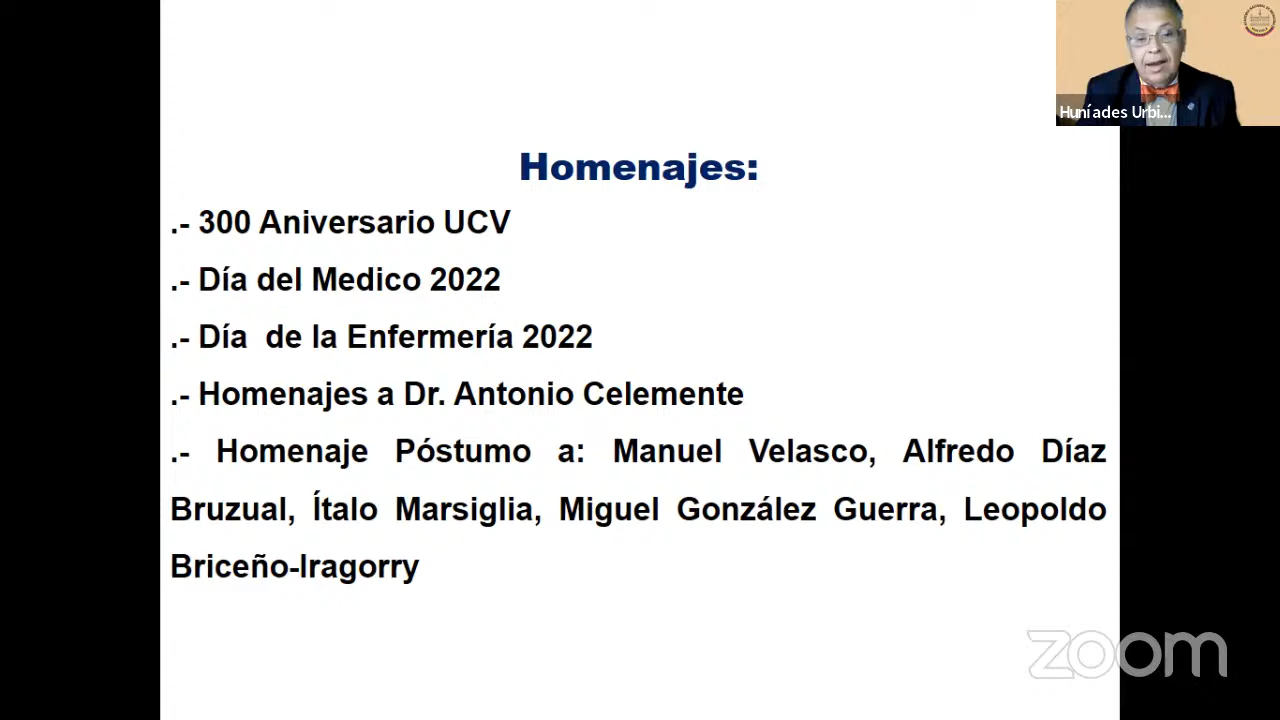 Huníades Urbi...
Homenajes:
.- 300 Aniversario UCV
.- Día del Medico 2022
.- Día de la Enfermería 2022
.- Homenajes a Dr. Antonio Celemente
.- Homenaje Póstumo a: Manuel Velasco, Alfredo Díaz
Bruzual, Ítalo Marsiglia, Miguel González Guerra, Leopoldo
Briceño-Iragorry
zoom